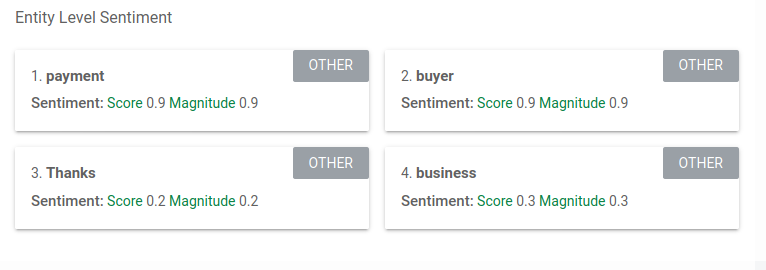 Entity Level Sentiment
OTHER
1. payment
Sentiment: Score 0.9 Magnitude 0.9
OTHER
2. buyer
Sentiment: Score 0.9 Magnitude 0.9
OTHER
3. Thanks
Sentiment: Score 0.2 Magnitude 0.2
OTHER
4. business
Sentiment: Score 0.3 Magnitude 0.3